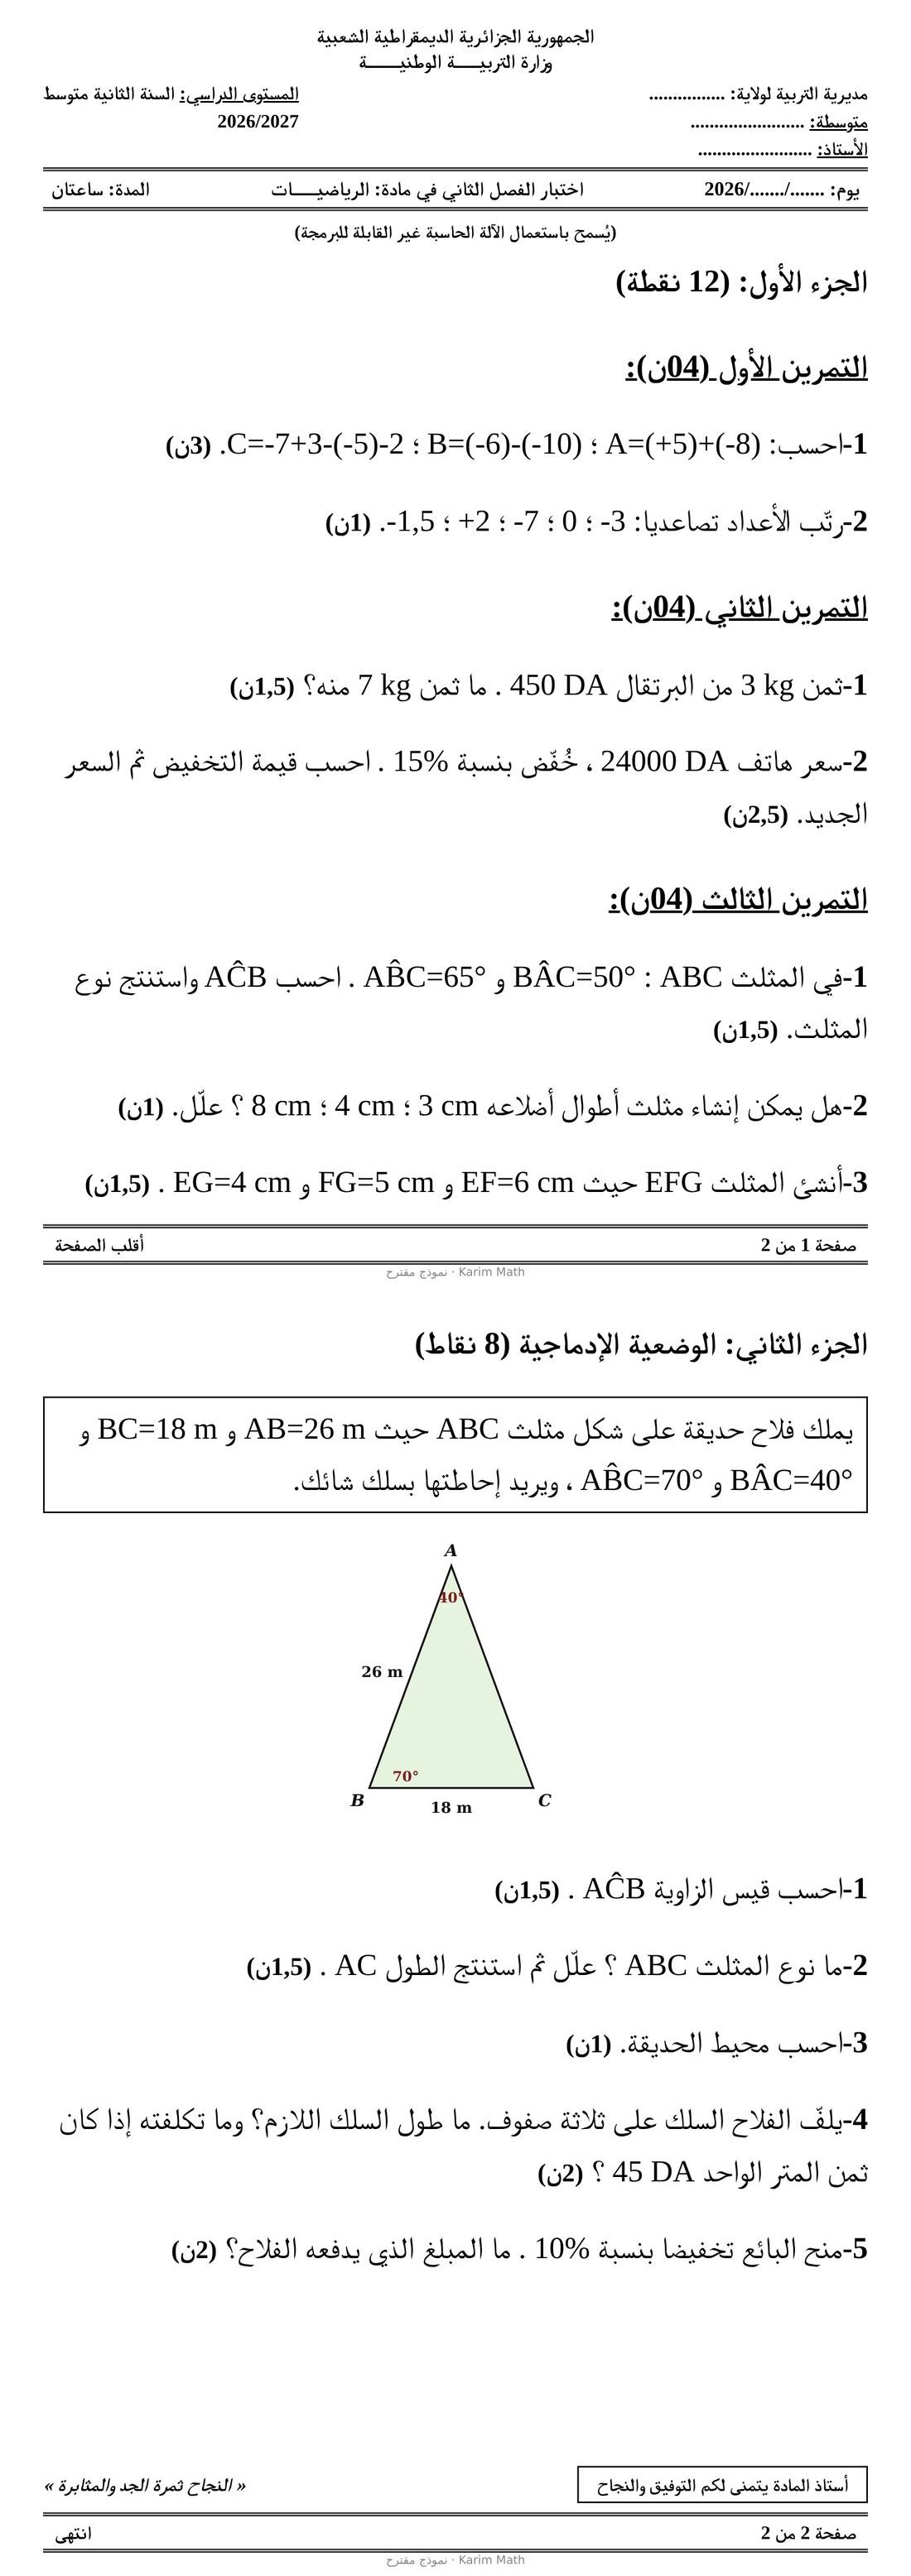 الجمهورية الجزائرية الديمقراطية الشعبية
وزارة التربيــــة الوطنيــــــة
مديرية التربية لولاية: ................
المستوى الدراسي: السنة الثانية متوسط
متوسطة: ........................
2026/2027
الأستاذ: ........................
يوم: ......./......./2026
اختبار الفصل الثاني في مادة: الرياضيـــــات
المدة: ساعتان
(يُسمح باستعمال الآلة الحاسبة غير القابلة للبرمجة)
الجزء الأول: (12 نقطة)
التمرين الأول (04ن):
1-احسب: A=(+5)+(-8) ؛ B=(-6)-(-10) ؛ C=-7+3-(-5)-2. (3ن)
2-رتّب الأعداد تصاعديا: -3 ؛ 0 ؛ -7 ؛ +2 ؛ -1,5. (1ن)
التمرين الثاني (04ن):
1-ثمن 3 kg من البرتقال 450 DA . ما ثمن 7 kg منه؟ (1,5ن)
2-سعر هاتف 24000 DA ، خُفّض بنسبة 15% . احسب قيمة التخفيض ثم السعر
الجديد. (2,5ن)
التمرين الثالث (04ن):
1-في المثلث ABC : BÂC=50° و AB̂C=65° . احسب AĈB واستنتج نوع
المثلث. (1,5ن)
2-هل يمكن إنشاء مثلث أطوال أضلاعه 3 cm ؛ 4 cm ؛ 8 cm ؟ علّل. (1ن)
3-أنشئ المثلث EFG حيث EF=6 cm و FG=5 cm و EG=4 cm . (1,5ن)
صفحة 1 من 2
أقلب الصفحة
نموذج مقترح · Karim Math
الجزء الثاني: الوضعية الإدماجية (8 نقاط)
يملك فلاح حديقة على شكل مثلث ABC حيث AB=26 m و BC=18 m و
BÂC=40° و AB̂C=70° ، ويريد إحاطتها بسلك شائك.
A
40°
26 m
70°
B
C
18 m
1-احسب قيس الزاوية AĈB . (1,5ن)
2-ما نوع المثلث ABC ؟ علّل ثم استنتج الطول AC . (1,5ن)
3-احسب محيط الحديقة. (1ن)
4-يلفّ الفلاح السلك على ثلاثة صفوف. ما طول السلك اللازم؟ وما تكلفته إذا كان
ثمن المتر الواحد 45 DA ؟ (2ن)
5-منح البائع تخفيضا بنسبة 10% . ما المبلغ الذي يدفعه الفلاح؟ (2ن)
أستاذ المادة يتمنى لكم التوفيق والنجاح
« النجاح ثمرة الجد والمثابرة »
صفحة 2 من 2
انتهى
نموذج مقترح · Karim Math